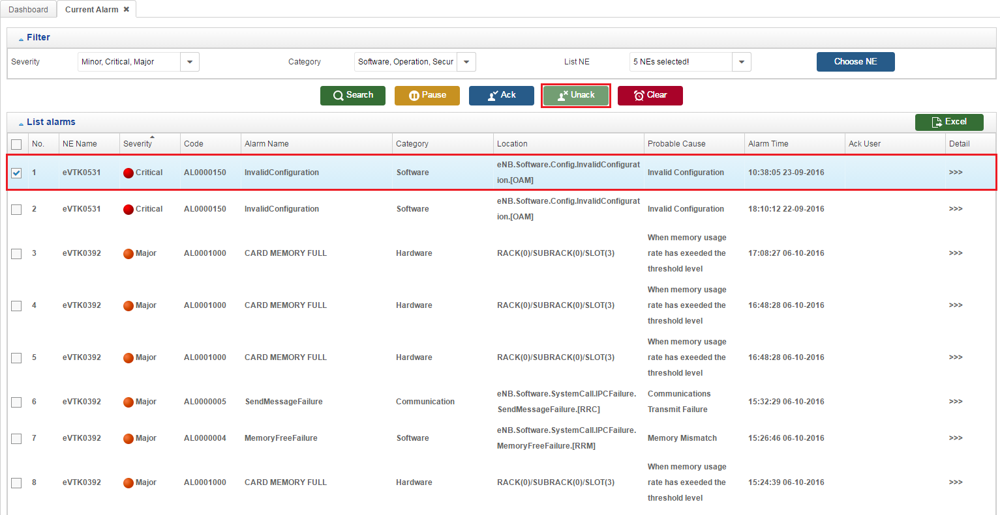 Dashboard
Current Alarm ✖
Filter
Severity Minor, Critical, Major Category Software, Operation, Secur List NE 5 NEs selected! Choose NE
Search Pause Ack Unack Clear
List alarms Excel
No. NE Name Severity Code Alarm Name Category Location Probable Cause Alarm Time Ack User Detail
1 eVTK0531 Critical AL0000150 InvalidConfiguration Software eNB.Software.Config.InvalidConfigurat
ion.[OAM] Invalid Configuration 10:38:05 23-09-2016 >>>
2 eVTK0531 Critical AL0000150 InvalidConfiguration Software eNB.Software.Config.InvalidConfigurat
ion.[OAM] Invalid Configuration 18:10:12 22-09-2016 >>>
3 eVTK0392 Major AL0001000 CARD MEMORY FULL Hardware RACK(0)/SUBRACK(0)/SLOT(3) When memory usage
rate has exeeded the
threshold level 17:08:27 06-10-2016 >>>
4 eVTK0392 Major AL0001000 CARD MEMORY FULL Hardware RACK(0)/SUBRACK(0)/SLOT(3) When memory usage
rate has exeeded the
threshold level 16:48:28 06-10-2016 >>>
5 eVTK0392 Major AL0001000 CARD MEMORY FULL Hardware RACK(0)/SUBRACK(0)/SLOT(3) When memory usage
rate has exeeded the
threshold level 16:48:28 06-10-2016 >>>
6 eVTK0392 Major AL0000005 SendMessageFailure Communication eNB.Software.SystemCall.IPCFailure.
SendMessageFailure.[RRC] Communications
Transmit Failure 15:32:29 06-10-2016 >>>
7 eVTK0392 Major AL0000004 MemoryFreeFailure Software eNB.Software.SystemCall.IPCFailure.
MemoryFreeFailure.[RRM] Memory Mismatch 15:26:46 06-10-2016 >>>
8 eVTK0392 Major AL0001000 CARD MEMORY FULL Hardware RACK(0)/SUBRACK(0)/SLOT(3) When memory usage
rate has exeeded the
threshold level 15:24:39 06-10-2016 >>>